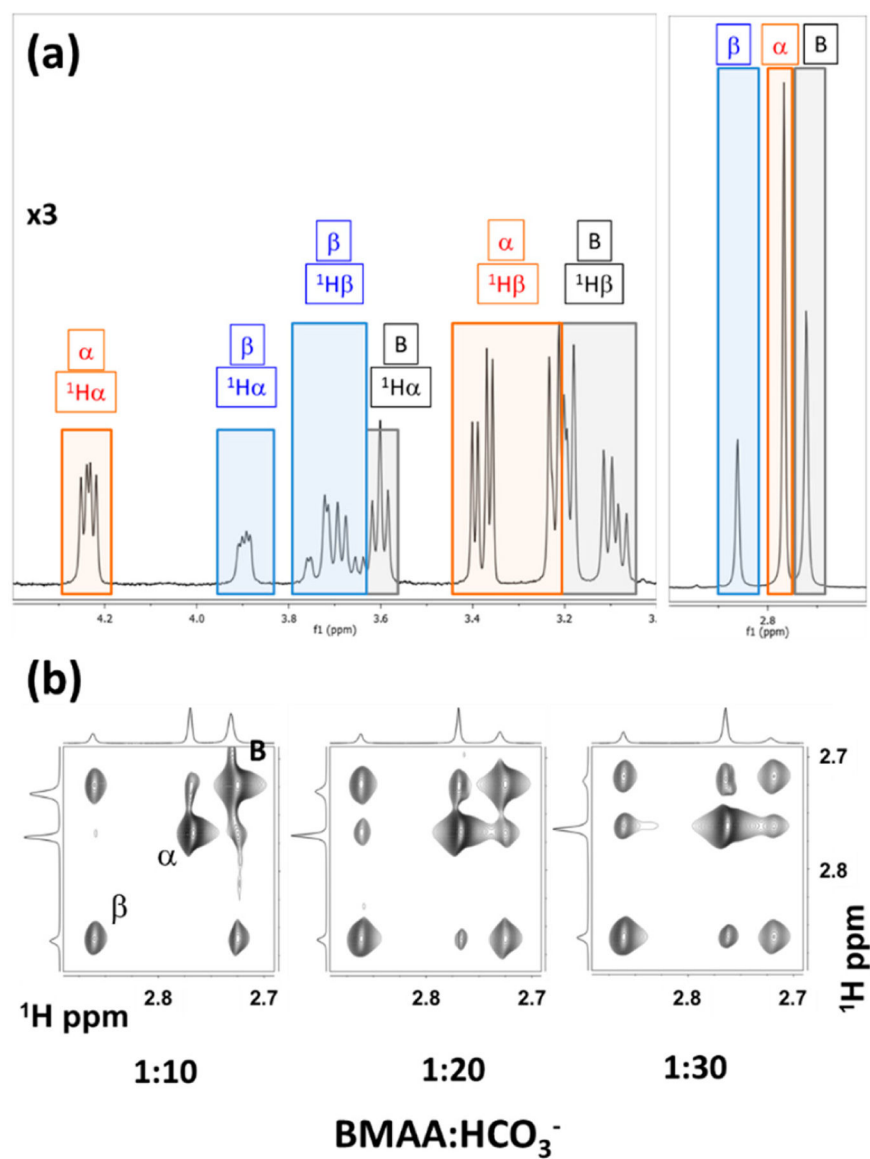 (a)
β α B
x3
β α B
¹Hβ ¹Hβ ¹Hβ
α β B
¹Hα ¹Hα ¹Hα
4.2 4.0 3.8 3.6 3.4 3.2 3.
f1 (ppm)
2.8
f1 (ppm)
(b)
B
α
β
2.7
2.8
¹H ppm
2.8 2.7 2.8 2.7 2.8 2.7
¹H ppm
1:10 1:20 1:30
BMAA:HCO₃⁻